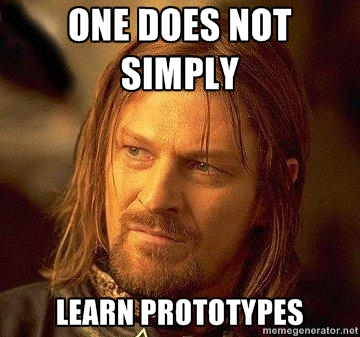 ONE DOES NOT
SIMPLY
LEARN PROTOTYPES
memegenerator.net